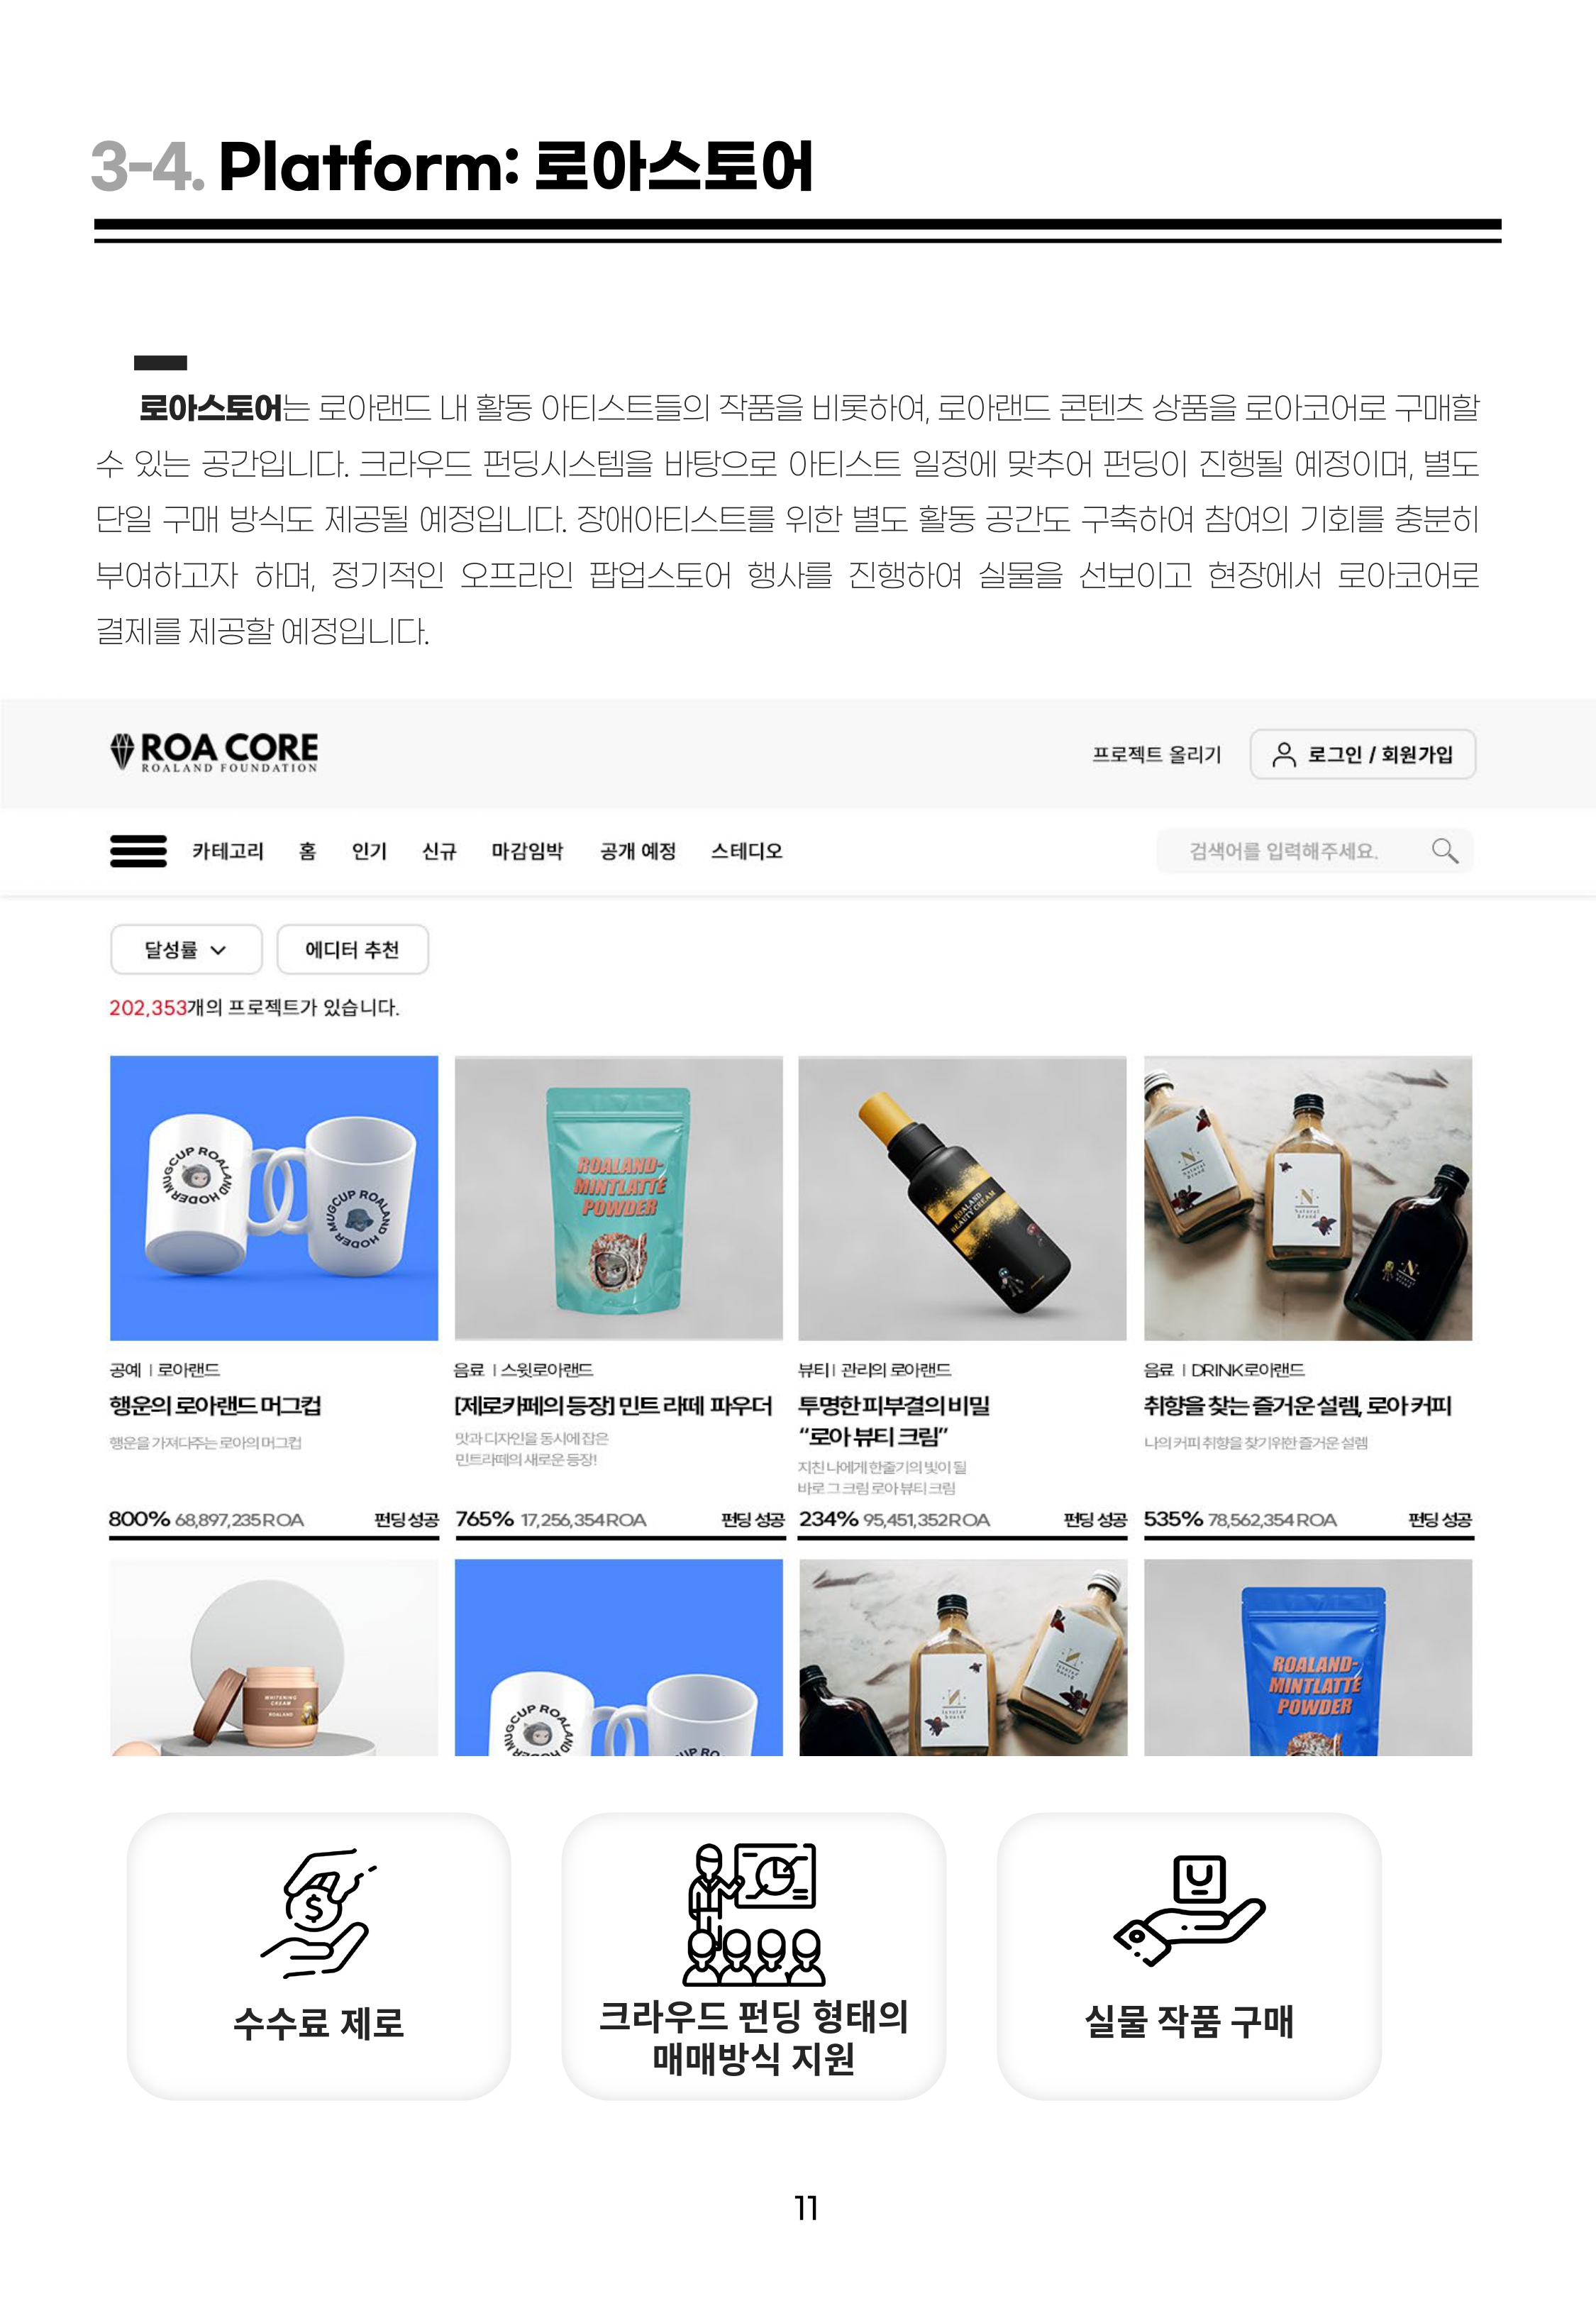 3-4. Platform: 로아스토어
로아스토어는 로아랜드 내 활동 아티스트들의 작품을 비롯하여, 로아랜드 콘텐츠 상품을 로아코어로 구매할
수 있는 공간입니다. 크라우드 펀딩시스템을 바탕으로 아티스트 일정에 맞추어 펀딩이 진행될 예정이며, 별도
단일 구매 방식도 제공될 예정입니다. 장애아티스트를 위한 별도 활동 공간도 구축하여 참여의 기회를 충분히
부여하고자 하며, 정기적인 오프라인 팝업스토어 행사를 진행하여 실물을 선보이고 현장에서 로아코어로
결제를 제공할 예정입니다.
ROA CORE
ROALAND FOUNDATION
프로젝트 올리기
로그인 / 회원가입
카테고리 홈 인기 신규 마감임박 공개 예정 스테디오
검색어를 입력해주세요.
달성률
에디터 추천
202,353개의 프로젝트가 있습니다.
MUGCUP ROALAND HODER
MUGCUP ROALAND HODER
ROALAND-
MINTLATTE
POWDER
ROALAND
BEAUTY CREAM
N
Natural
Brand
N
Natural
Brand
N
공예 | 로아랜드
행운의 로아랜드 머그컵
행운을 가져다주는 로아의 머그컵
800% 68,897,235ROA 펀딩 성공
음료 | 스윗로아랜드
[제로카페의 등장] 민트 라떼 파우더
맛과 디자인을 동시에 잡은
민트라떼의 새로운 등장!
765% 17,256,354ROA 펀딩 성공
뷰티 | 관리의 로아랜드
투명한 피부결의 비밀
“로아 뷰티 크림”
지친 나에게 한줄기의 빛이 될
바로 그 크림 로아 뷰티 크림
234% 95,451,352ROA 펀딩 성공
음료 | DRINK로아랜드
취향을 찾는 즐거운 설렘, 로아 커피
나의 커피 취향을 찾기위한 즐거운 설렘
535% 78,562,354 ROA 펀딩 성공
WHITENING
CREAM
ROALAND
MUGCUP ROALAND
CUP RO
ROALAND-
MINTLATTE
POWDER
수수료 제로
크라우드 펀딩 형태의
매매방식 지원
실물 작품 구매
11